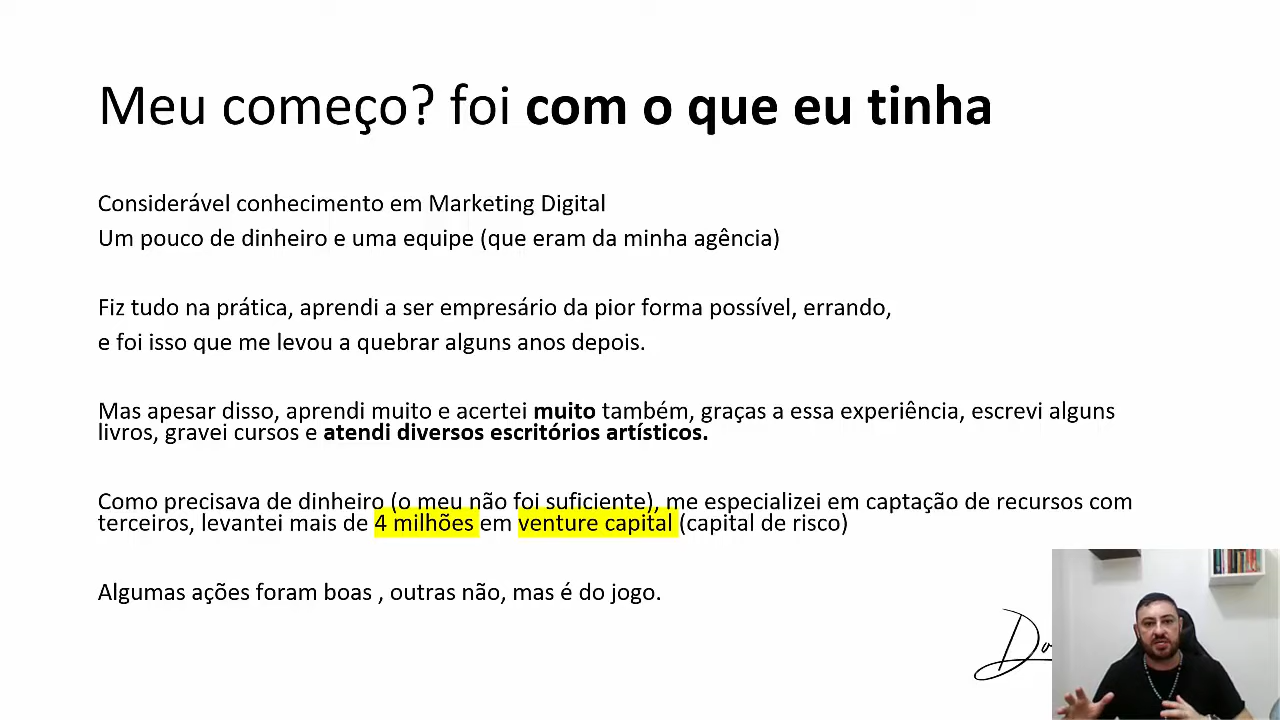 Meu começo? foi com o que eu tinha
Considerável conhecimento em Marketing Digital
Um pouco de dinheiro e uma equipe (que eram da minha agência)
Fiz tudo na prática, aprendi a ser empresário da pior forma possível, errando,
e foi isso que me levou a quebrar alguns anos depois.
Mas apesar disso, aprendi muito e acertei muito também, graças a essa experiência, escrevi alguns
livros, gravei cursos e atendi diversos escritórios artísticos.
Como precisava de dinheiro (o meu não foi suficiente), me especializei em captação de recursos com
terceiros, levantei mais de 4 milhões em venture capital (capital de risco)
Algumas ações foram boas , outras não, mas é do jogo.